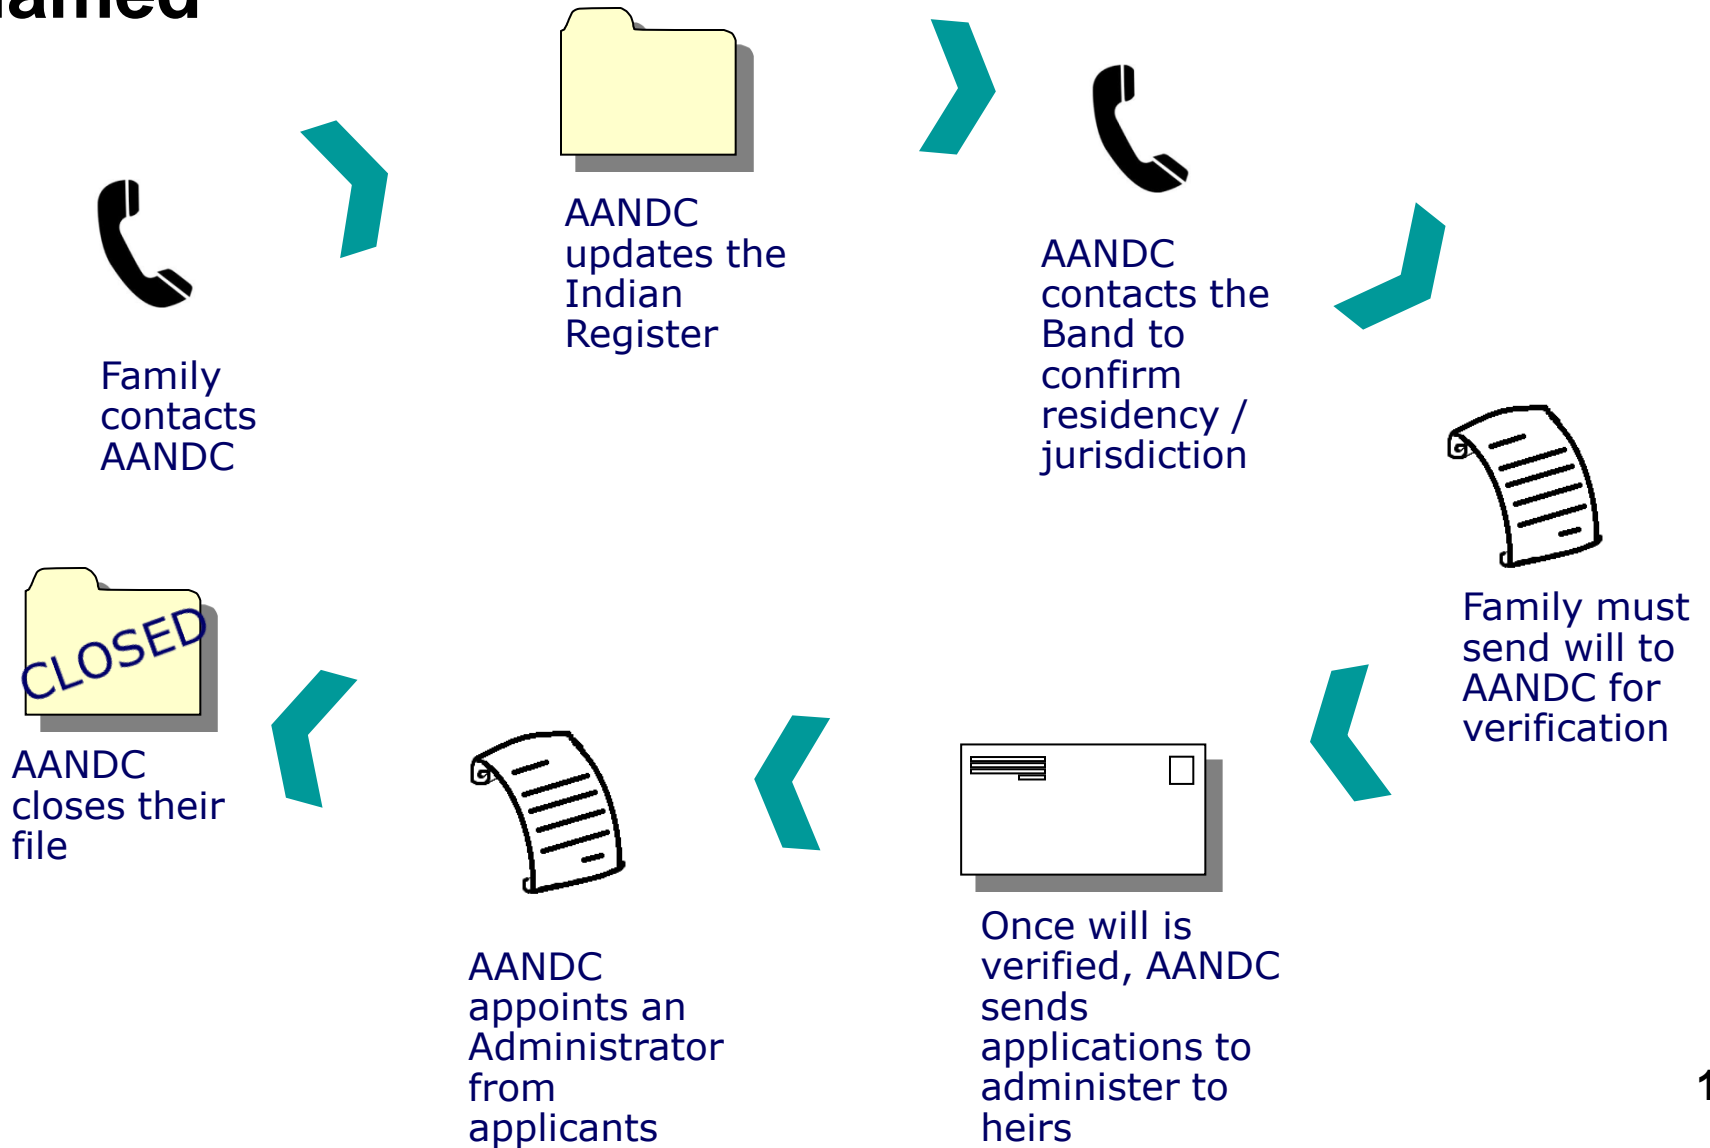 AANDC
updates the
Indian
Register
Family
contacts
AANDC
AANDC
contacts the
Band to
confirm
residency /
jurisdiction
Family must
send will to
AANDC for
verification
Once will is
verified, AANDC
sends
applications to
administer to
heirs
AANDC
appoints an
Administrator
from
applicants
CLOSED
AANDC
closes their
file
1